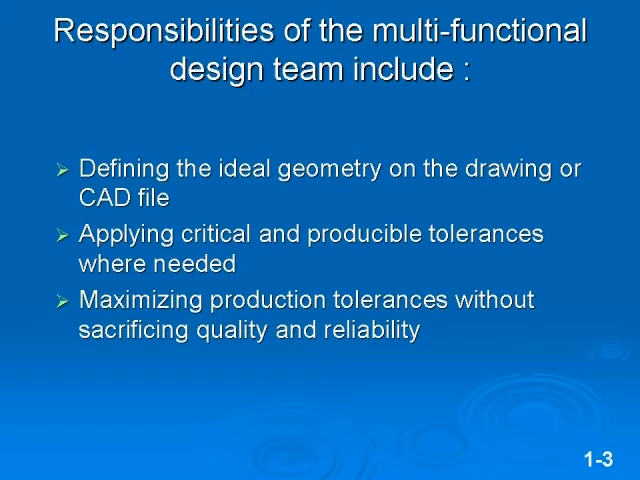 Responsibilities of the multi-functional
design team include :
Defining the ideal geometry on the drawing or
CAD file
Applying critical and producible tolerances
where needed
Maximizing production tolerances without
sacrificing quality and reliability
1-3